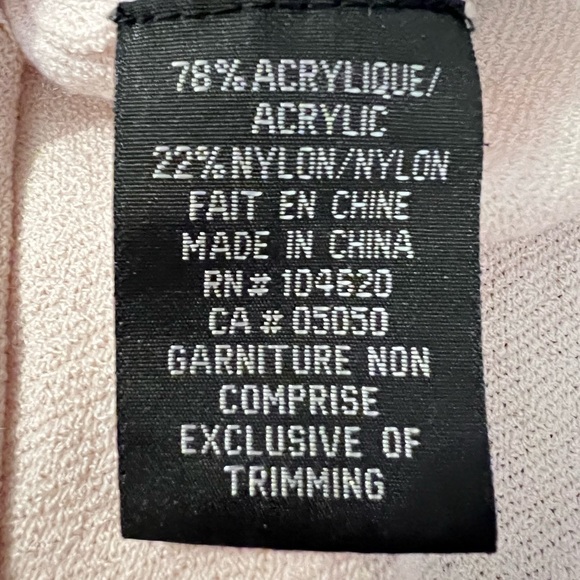 78% ACRYLIQUE/
ACRYLIC
22% NYLON/NYLON
FAIT EN CHINE
MADE IN CHINA
RN# 104620
CA # 05050
GARNITURE NON
COMPRISE
EXCLUSIVE OF
TRIMMING